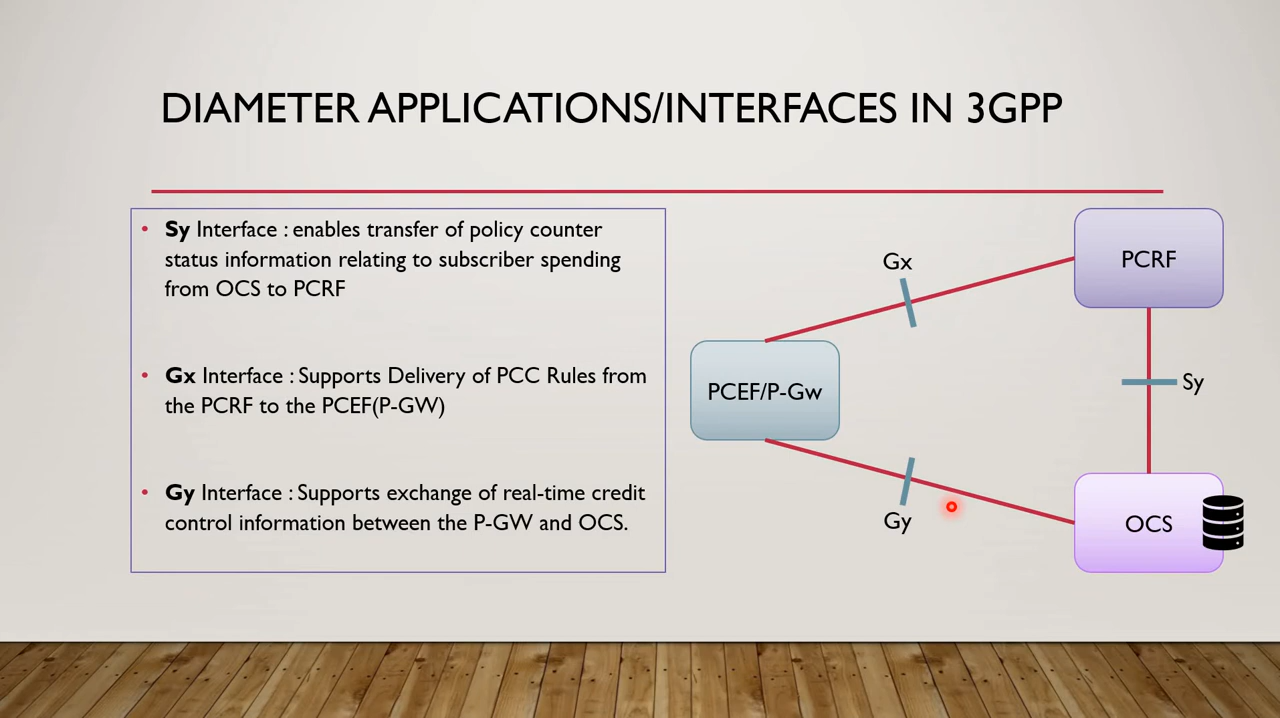 DIAMETER APPLICATIONS/INTERFACES IN 3GPP
• Sy Interface : enables transfer of policy counter
status information relating to subscriber spending
from OCS to PCRF
• Gx Interface : Supports Delivery of PCC Rules from
the PCRF to the PCEF(P-GW)
• Gy Interface : Supports exchange of real-time credit
control information between the P-GW and OCS.
Gx
PCRF
PCEF/P-Gw
Sy
Gy
OCS